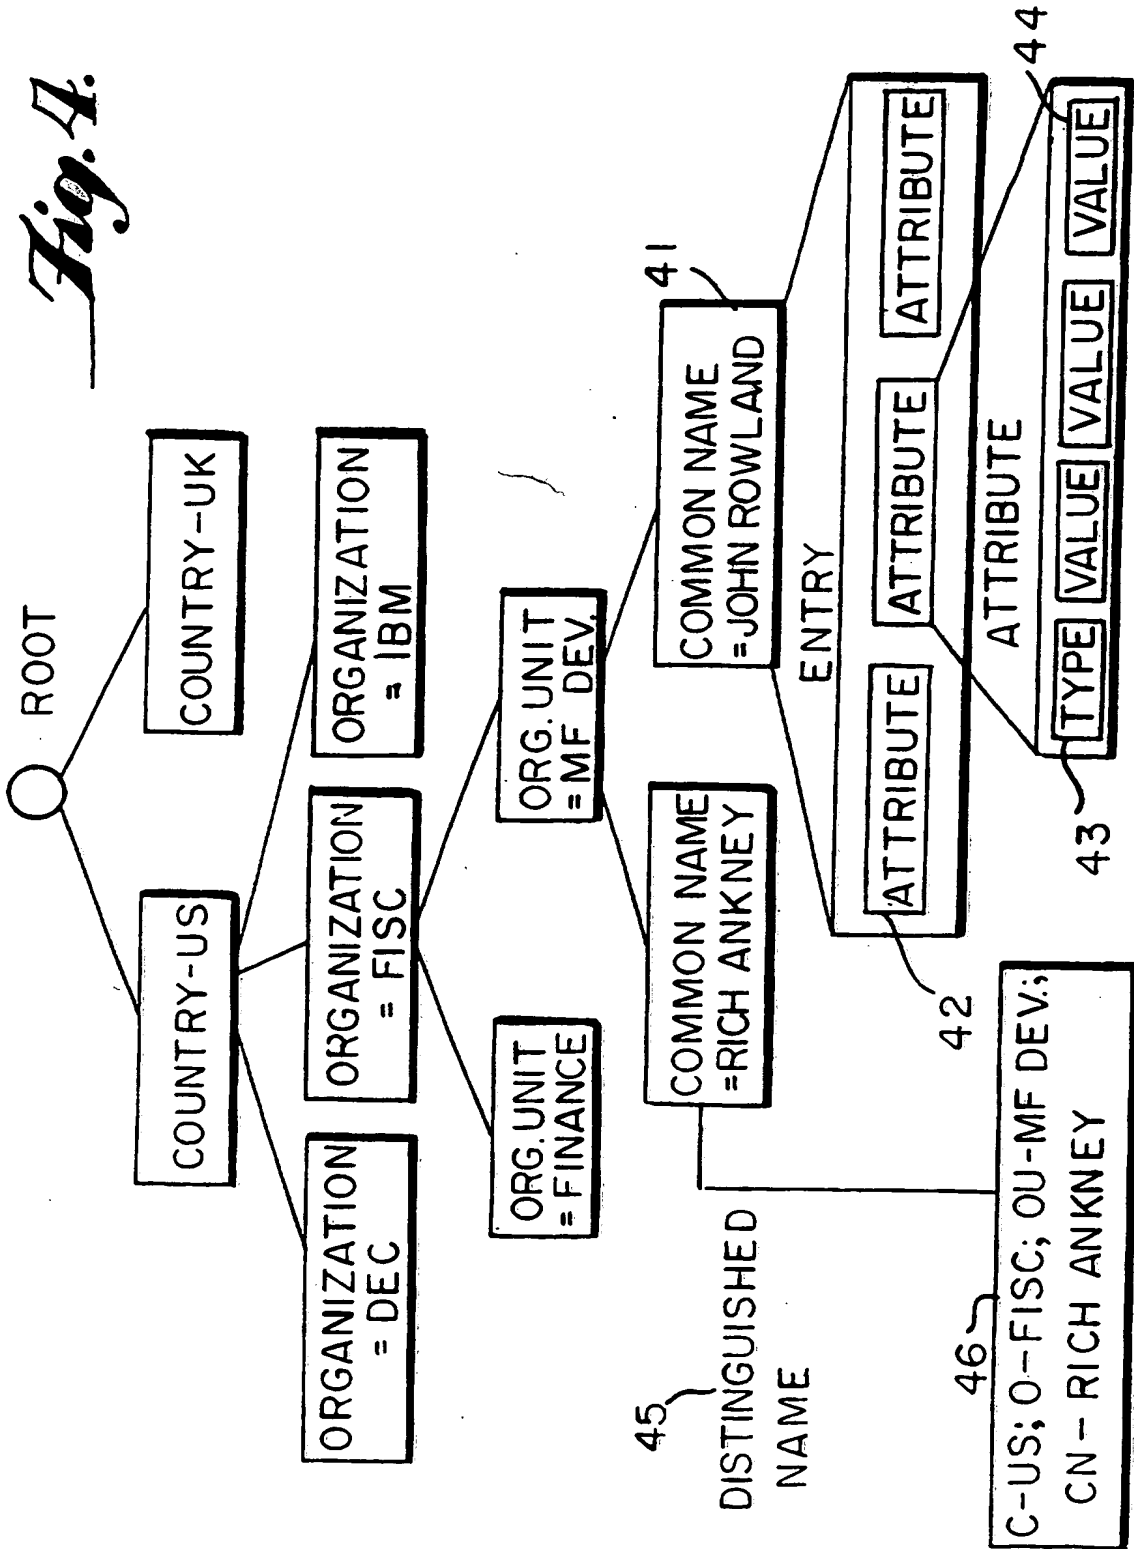 Fig. 4.
ROOT
COUNTRY-US
COUNTRY-UK
ORGANIZATION
= DEC
ORGANIZATION
= FISC
ORGANIZATION
= IBM
ORG. UNIT
= FINANCE
ORG. UNIT
= MF DEV.
COMMON NAME
=RICH ANKNEY
COMMON NAME
=JOHN ROWLAND
41
45
DISTINGUISHED
NAME
ENTRY
ATTRIBUTE
ATTRIBUTE
ATTRIBUTE
42
46
C-US; O-FISC; OU-MF DEV.;
CN - RICH ANKNEY
ATTRIBUTE
43
TYPE
VALUE
VALUE
VALUE
44